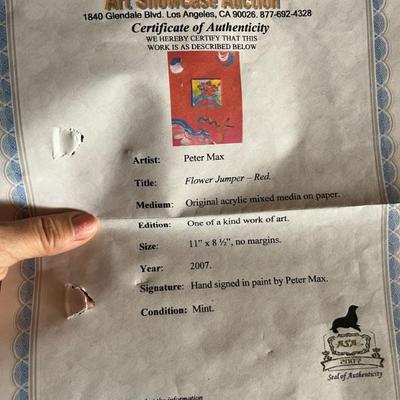 Art Showcase Auction
1840 Glendale Blvd. Los Angeles, CA 90026. 877-692-4328
Certificate of Authenticity
WE HEREBY CERTIFY THAT THIS
WORK IS AS DESCRIBED BELOW
Artist: Peter Max
Title: Flower Jumper – Red.
Medium: Original acrylic mixed media on paper.
Edition: One of a kind work of art.
Size: 11" x 8 ½", no margins.
Year: 2007.
Signature: Hand signed in paint by Peter Max.
Condition: Mint.
ASA
2007
Seal of Authenticity
the information